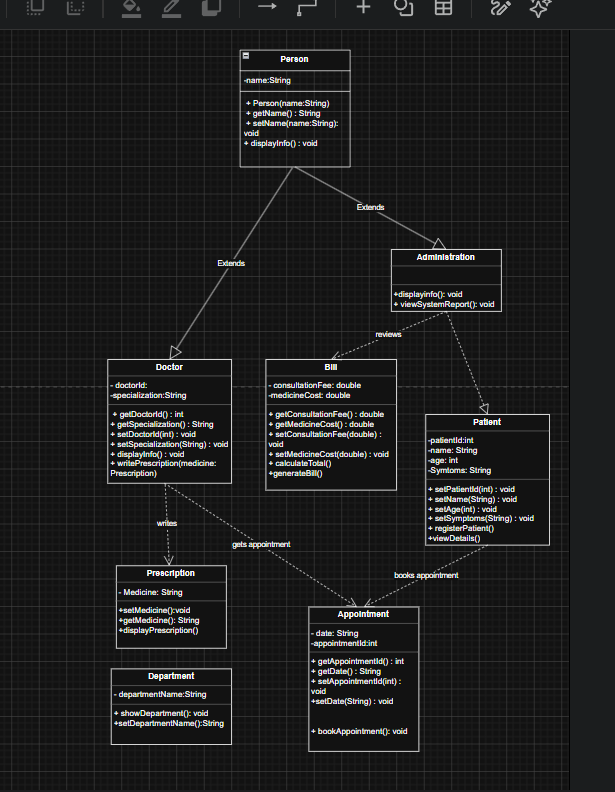 Person
-name:String
+ Person(name:String)
+ getName() : String
+ setName(name:String):
void
+ displayInfo() : void
Extends
Extends
Administration
+displayinfo(): void
+ viewSystemReport(): void
reviews
Doctor
- doctorId:
-specialization:String
+ getDoctorId() : int
+ getSpecialization() : String
+ setDoctorId(int) : void
+ setSpecialization(String) : void
+ displayInfo() : void
+ writePrescription(medicine:
Prescription)
Bill
- consultationFee: double
-medicineCost: double
+ getConsultationFee() : double
+ getMedicineCost() : double
+ setConsultationFee(double) :
void
+ setMedicineCost(double) : void
+ calculateTotal()
+generateBill()
Patient
-patientId:int
-name: String
-age: int
-Symtoms: String
+ setPatientId(int) : void
+ setName(String) : void
+ setAge(int) : void
+ setSymptoms(String) : void
+ registerPatient()
+viewDetails()
writes
gets appointment
books appointment
Prescription
- Medicine: String
+setMedicine():void
+getMedicine(): String
+displayPrescription()
Appointment
- date: String
-appointmentId:int
+ getAppointmentId() : int
+ getDate() : String
+ setAppointmentId(int) :
void
+setDate(String) : void
+ bookAppointment(): void
Department
- departmentName:String
+ showDepartment(): void
+setDepartmentName():String